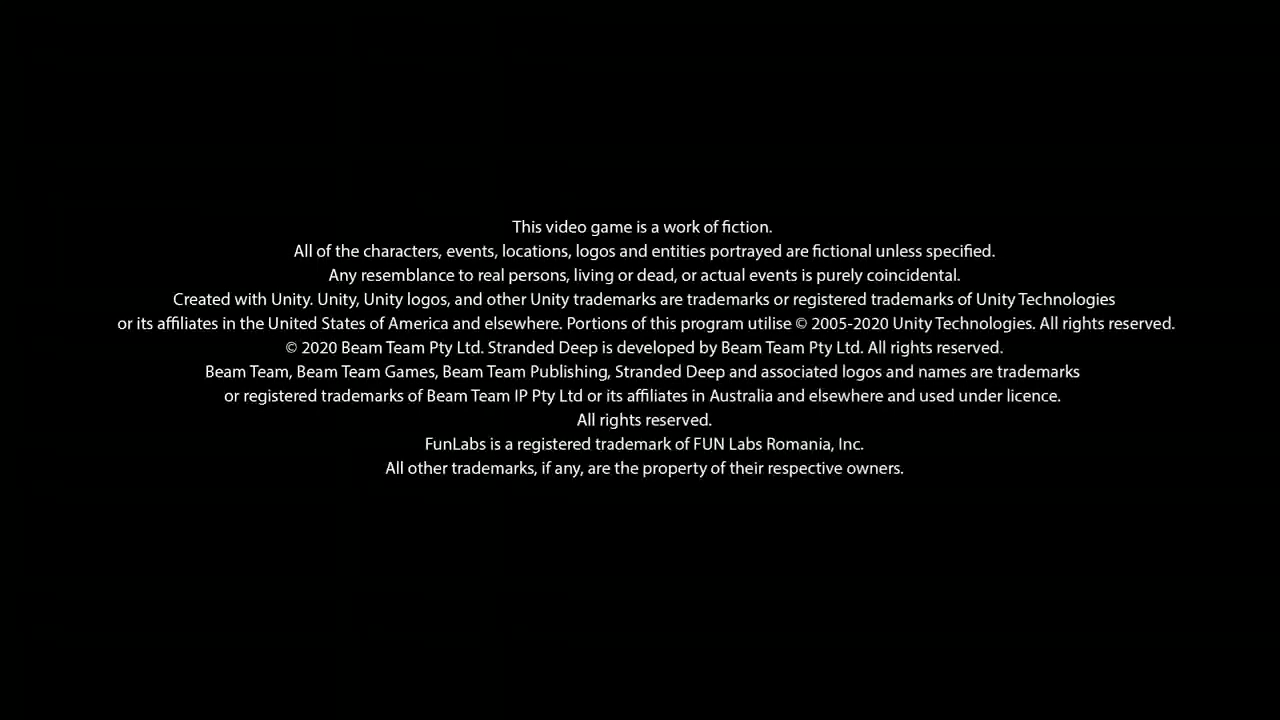 This video game is a work of fiction.
All of the characters, events, locations, logos and entities portrayed are fictional unless specified.
Any resemblance to real persons, living or dead, or actual events is purely coincidental.
Created with Unity. Unity, Unity logos, and other Unity trademarks are trademarks or registered trademarks of Unity Technologies
or its affiliates in the United States of America and elsewhere. Portions of this program utilise © 2005-2020 Unity Technologies. All rights reserved.
© 2020 Beam Team Pty Ltd. Stranded Deep is developed by Beam Team Pty Ltd. All rights reserved.
Beam Team, Beam Team Games, Beam Team Publishing, Stranded Deep and associated logos and names are trademarks
or registered trademarks of Beam Team IP Pty Ltd or its affiliates in Australia and elsewhere and used under licence.
All rights reserved.
FunLabs is a registered trademark of FUN Labs Romania, Inc.
All other trademarks, if any, are the property of their respective owners.